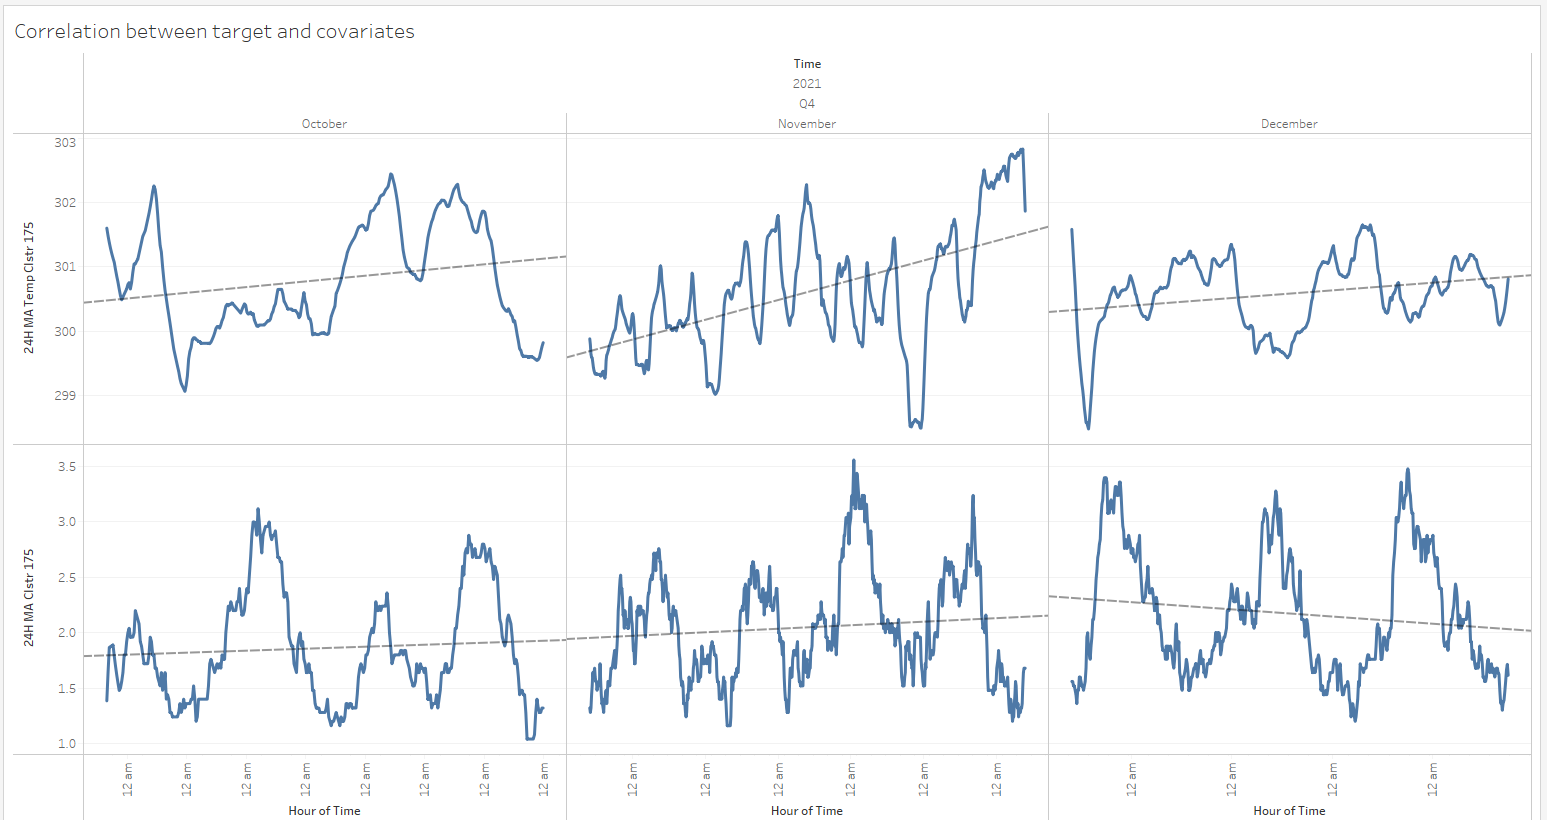 Correlation between target and covariates
Time
2021
Q4
October November December
24H MA Temp Clstr 175
303
302
301
300
299
24H MA Clstr 175
3.5
3.0
2.5
2.0
1.5
1.0
12 am 12 am 12 am 12 am 12 am 12 am 12 am 12 am 12 am 12 am 12 am 12 am 12 am 12 am 12 am 12 am 12 am 12 am
Hour of Time Hour of Time Hour of Time